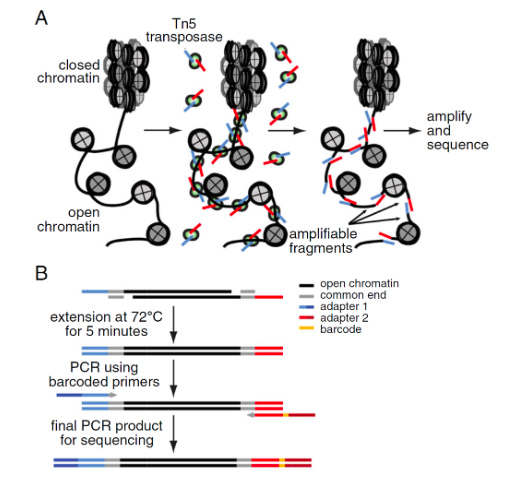 A
Tn5
transposase
closed
chromatin
amplify
and
sequence
open
chromatin
amplifiable
fragments
B
open chromatin
common end
adapter 1
adapter 2
barcode
extension at 72°C
for 5 minutes
PCR using
barcoded primers
final PCR product
for sequencing